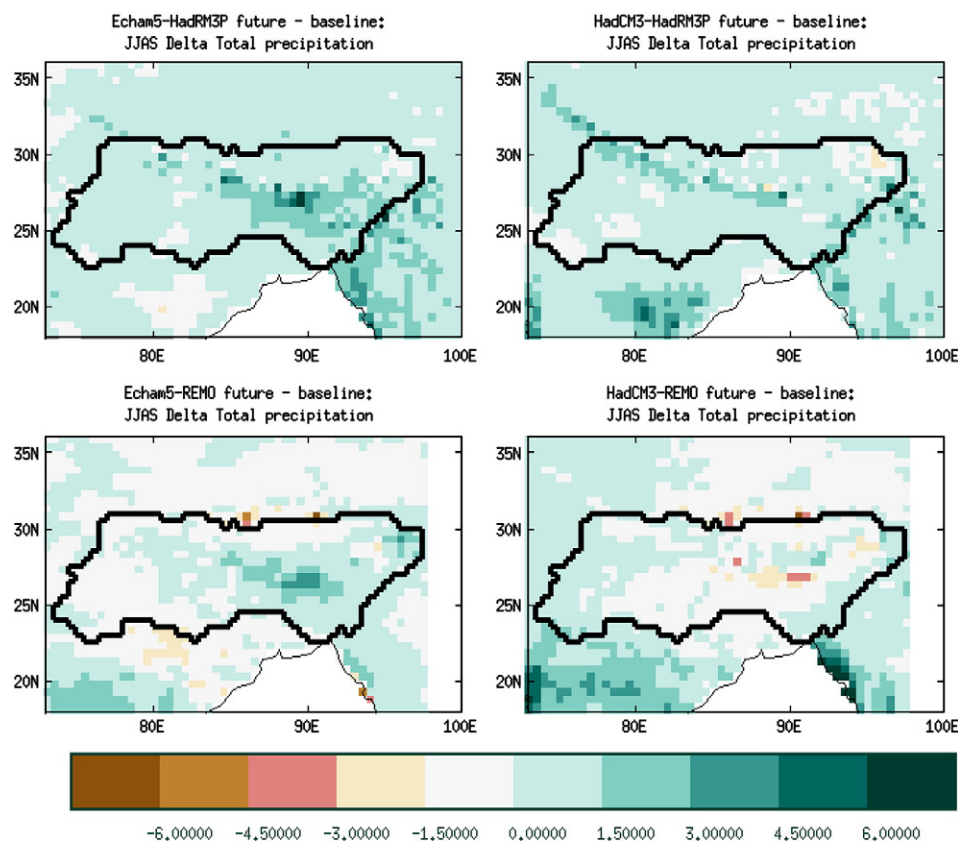 Echam5-HadRM3P future - baseline:
JJAS Delta Total precipitation
HadCM3-HadRM3P future - baseline:
JJAS Delta Total precipitation
35N
30N
25N
20N
80E 90E 100E
35N
30N
25N
20N
80E 90E 100E
Echam5-REMO future - baseline:
JJAS Delta Total precipitation
HadCM3-REMO future - baseline:
JJAS Delta Total precipitation
35N
30N
25N
20N
80E 90E 100E
35N
30N
25N
20N
80E 90E 100E
-6.00000 -4.50000 -3.00000 -1.50000 0.00000 1.50000 3.00000 4.50000 6.00000